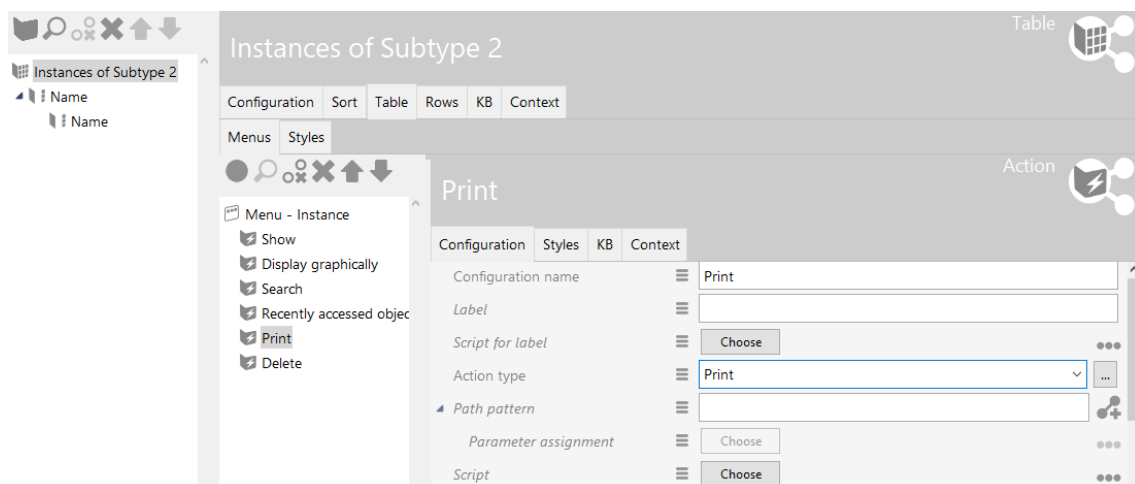 Table
Instances of Subtype 2
Instances of Subtype 2
Name
Name
Configuration Sort Table Rows KB Context
Menus Styles
Action
Print
Menu - Instance
Show
Display graphically
Search
Recently accessed objec
Print
Delete
Configuration Styles KB Context
Configuration name Print
Label
Script for label Choose
Action type Print ...
Path pattern
Parameter assignment Choose
Script Choose